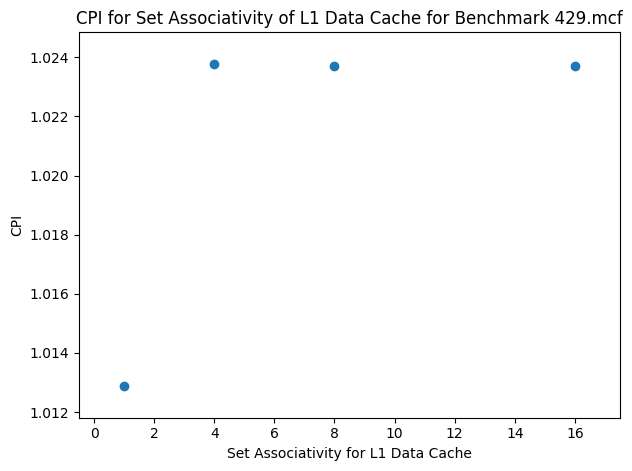 CPI for Set Associativity of L1 Data Cache for Benchmark 429.mcf
1.024
1.022
1.020
1.018
1.016
1.014
1.012
CPI
0 2 4 6 8 10 12 14 16
Set Associativity for L1 Data Cache